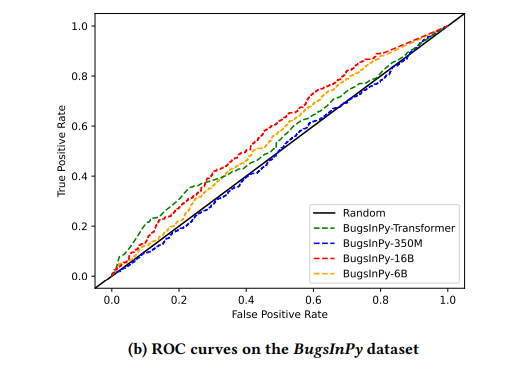 1.0
0.8
0.6
0.4
0.2
0.0
True Positive Rate
0.0 0.2 0.4 0.6 0.8 1.0
False Positive Rate
Random
BugsInPy-Transformer
BugsInPy-350M
BugsInPy-16B
BugsInPy-6B
(b) ROC curves on the BugsInPy dataset